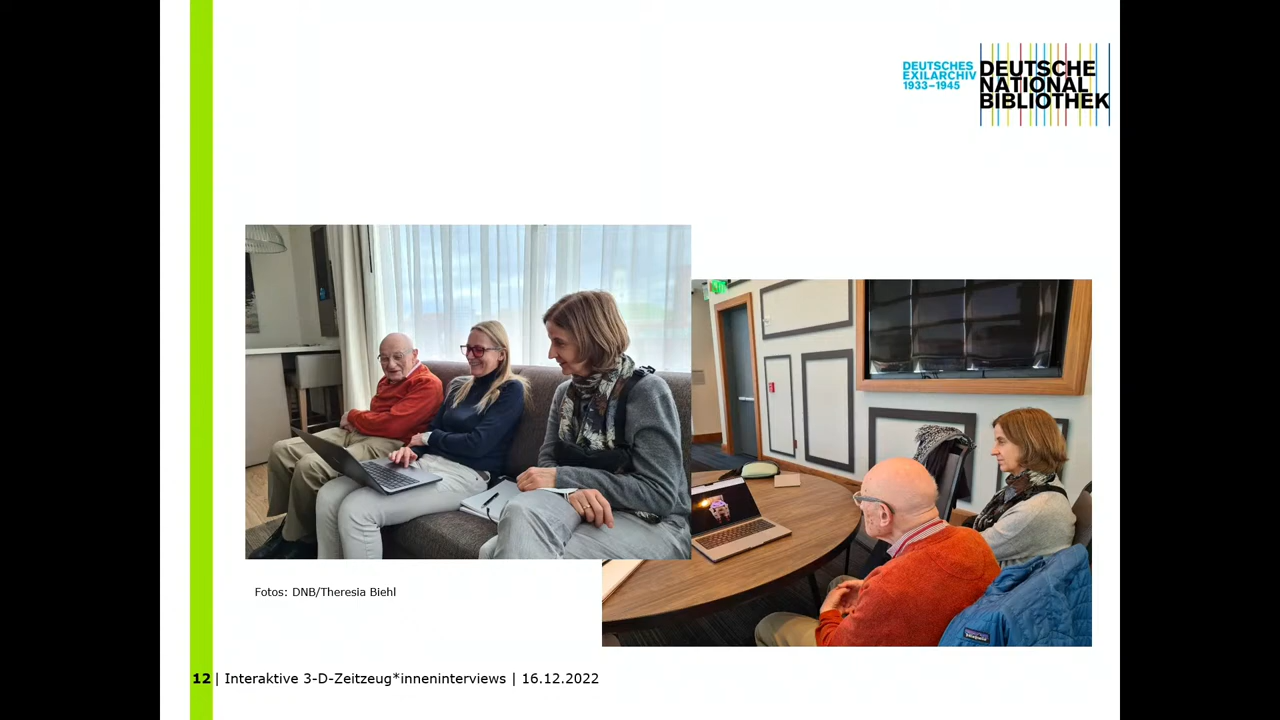 DEUTSCHES
EXILARCHIV
1933–1945
DEUTSCHE
NATIONAL
BIBLIOTHEK
patagonia
Fotos: DNB/Theresia Biehl
12 | Interaktive 3-D-Zeitzeug*inneninterviews | 16.12.2022